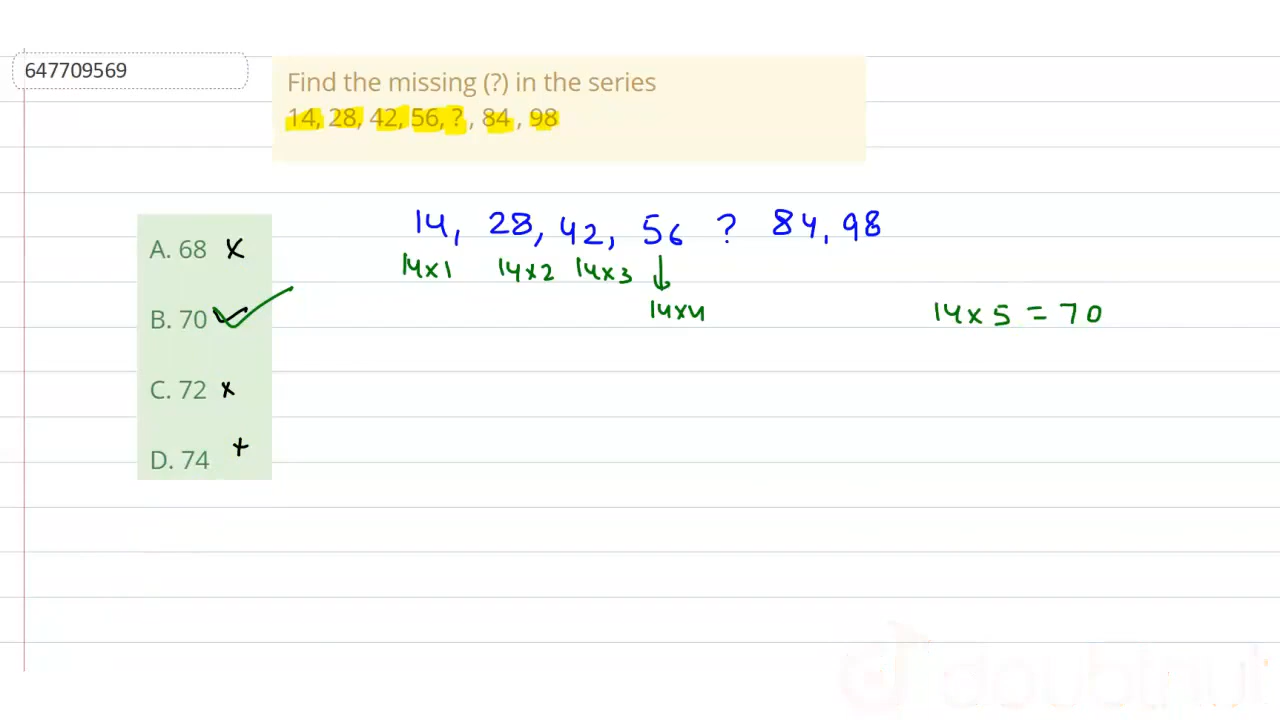 647709569
Find the missing (?) in the series
14, 28, 42, 56, ? , 84 , 98
14, 28, 42, 56 ? 84, 98
14x1 14x2 14x3
14x4
14x5 = 70
A. 68 x
B. 70 ✓
C. 72 x
D. 74 x
doubtnut